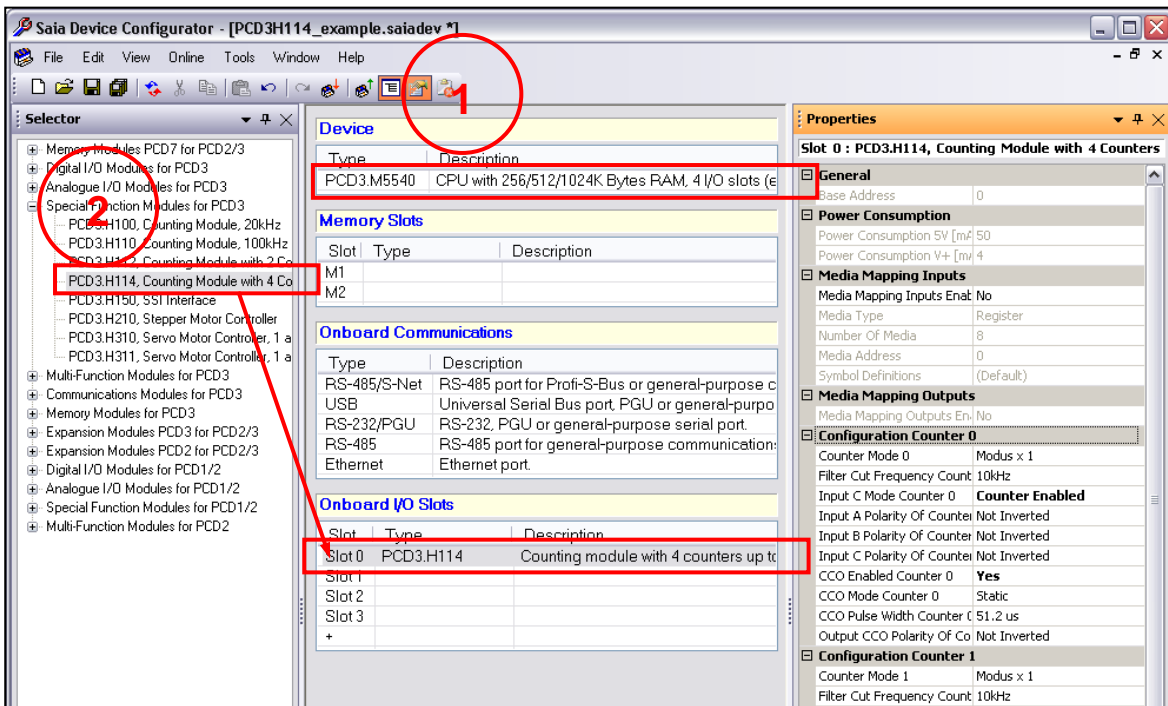 Saia Device Configurator - [PCD3H114_example.saiadev *]
File Edit View Online Tools Window Help
1
Selector
Memory Modules PCD7 for PCD2/3
Digital I/O Modules for PCD3
Analogue I/O Modules for PCD3
Special Function Modules for PCD3
2
PCD3.H100, Counting Module, 20kHz
PCD3.H110, Counting Module, 100kHz
PCD3.H112, Counting Module with 2 Co
PCD3.H114, Counting Module with 4 Co
PCD3.H150, SSI Interface
PCD3.H210, Stepper Motor Controller
PCD3.H310, Servo Motor Controller, 1 a
PCD3.H311, Servo Motor Controller, 1 a
Multi-Function Modules for PCD3
Communications Modules for PCD3
Memory Modules for PCD3
Expansion Modules PCD3 for PCD2/3
Expansion Modules PCD2 for PCD2/3
Digital I/O Modules for PCD1/2
Analogue I/O Modules for PCD1/2
Special Function Modules for PCD1/2
Multi-Function Modules for PCD2
Device
Type Description
PCD3.M5540 CPU with 256/512/1024K Bytes RAM, 4 I/O slots (e
Memory Slots
Slot Type Description
M1
M2
Onboard Communications
Type Description
RS-485/S-Net RS-485 port for Profi-S-Bus or general-purpose c
USB Universal Serial Bus port, PGU or general-purpo
RS-232/PGU RS-232, PGU or general-purpose serial port.
RS-485 RS-485 port for general-purpose communication
Ethernet Ethernet port.
Onboard I/O Slots
Slot Type Description
Slot 0 PCD3.H114 Counting module with 4 counters up to
Slot 1
Slot 2
Slot 3
+
Properties
Slot 0 : PCD3.H114, Counting Module with 4 Counters
General
Base Address 0
Power Consumption
Power Consumption 5V [mA 50
Power Consumption V+ [mA 4
Media Mapping Inputs
Media Mapping Inputs Enab No
Media Type Register
Number Of Media 8
Media Address 0
Symbol Definitions (Default)
Media Mapping Outputs
Media Mapping Outputs En No
Configuration Counter 0
Counter Mode 0 Modus x 1
Filter Cut Frequency Count 10kHz
Input C Mode Counter 0 Counter Enabled
Input A Polarity Of Counter Not Inverted
Input B Polarity Of Counter Not Inverted
Input C Polarity Of Counter Not Inverted
CCO Enabled Counter 0 Yes
CCO Mode Counter 0 Static
CCO Pulse Width Counter 0 51.2 us
Output CCO Polarity Of Co Not Inverted
Configuration Counter 1
Counter Mode 1 Modus x 1
Filter Cut Frequency Count 10kHz